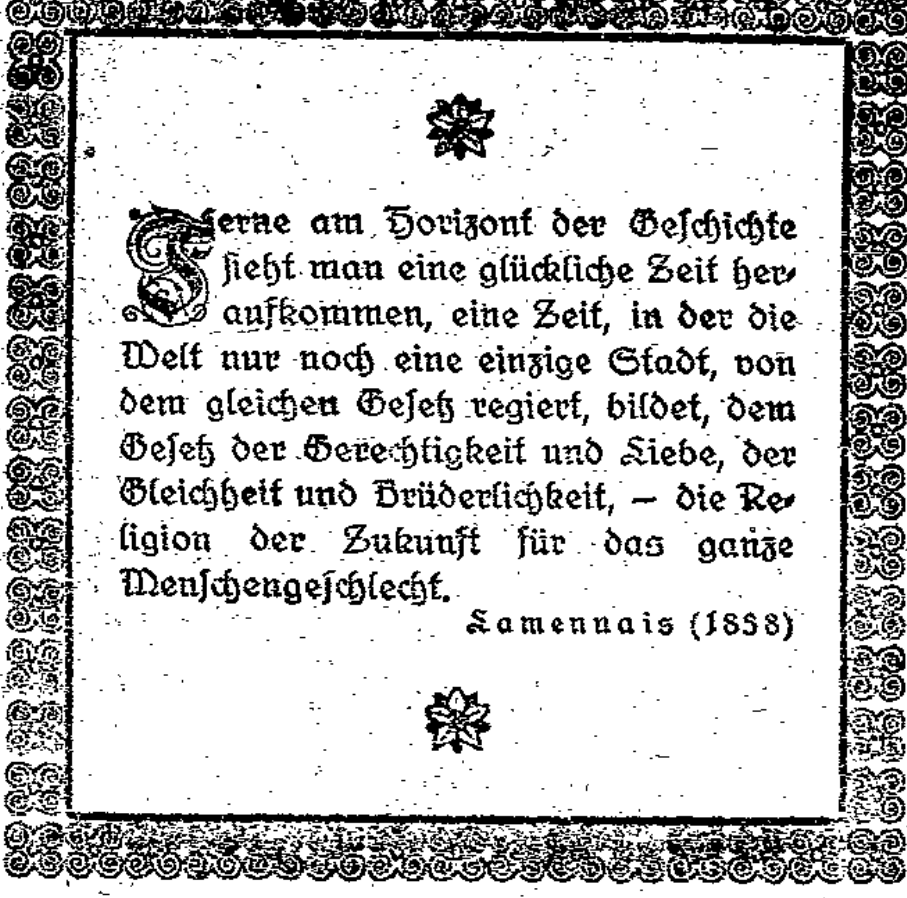 Ferne am Horizont der Geschichte
sieht man eine glückliche Zeit her-
aufkommen, eine Zeit, in der die
Welt nur noch eine einzige Stadt, von
dem gleichen Gesetz regiert, bildet, dem
Gesetz der Gerechtigkeit und Liebe, der
Gleichheit und Brüderlichkeit, — die Re-
ligion der Zukunft für das ganze
Menschengeschlecht.
Lamennais (1858)